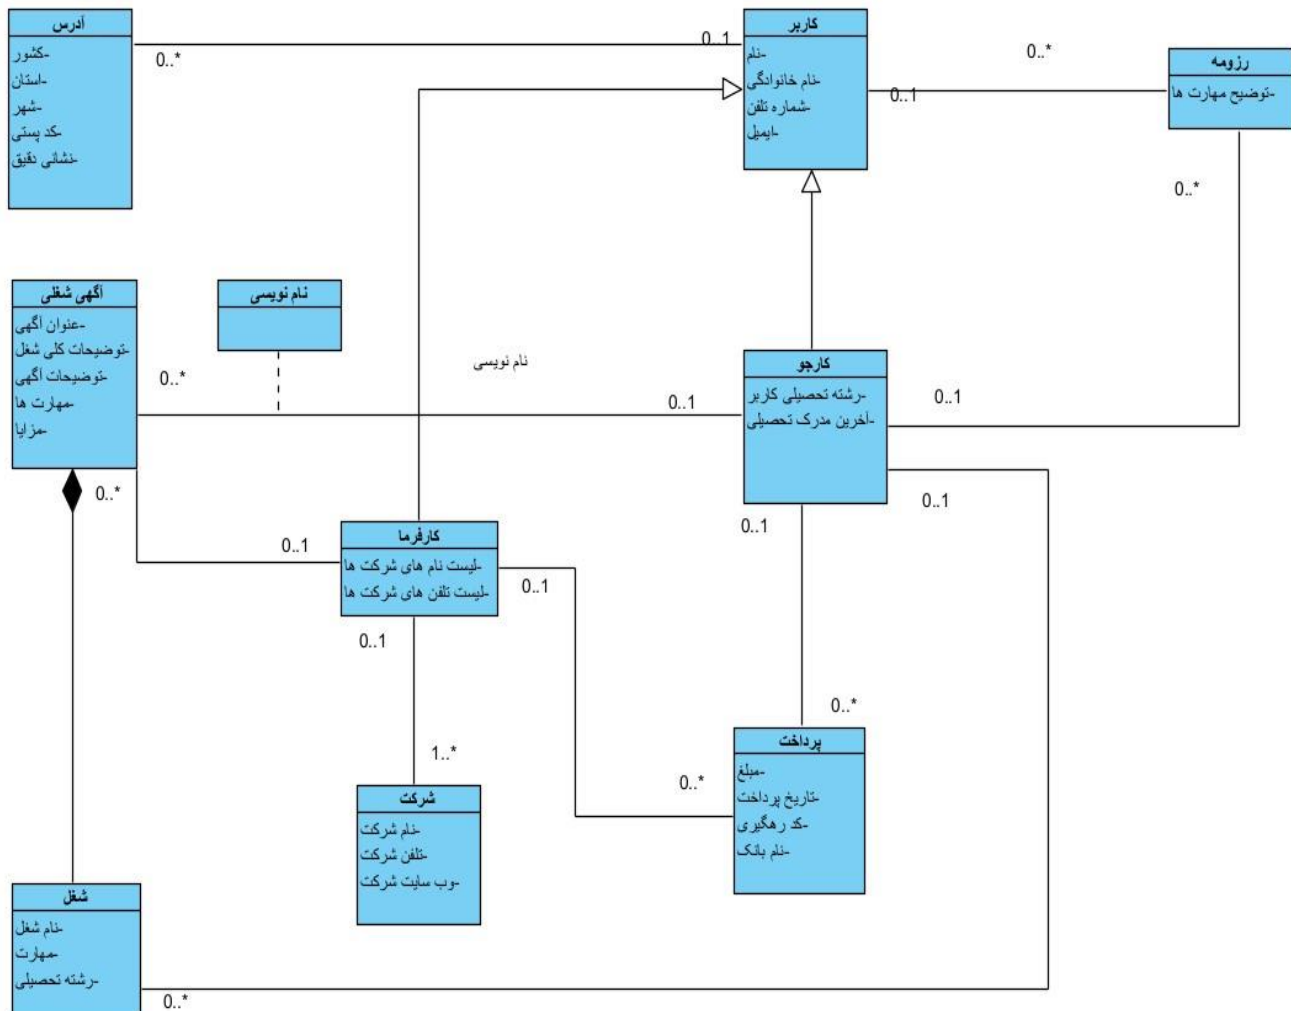 آدرس
-کشور
-استان
-شهر
-کد پستی
-نشانی دقیق
0..*
0..1
کاربر
-نام
-نام خانوادگی
-شماره تلفن
-ایمیل
0..1
0..*
رزومه
-توضیح مهارت ها
0..*
آگهی شغلی
-عنوان آگهی
-توضیحات کلی شغل
-توضیحات آگهی
-مهارت ها
-مزایا
0..*
نام نویسی
نام نویسی
0..1
کارجو
-رشته تحصیلی کاربر
-آخرین مدرک تحصیلی
0..1
0..1
0..1
0..*
0..1
کارفرما
-لیست نام های شرکت ها
-لیست تلفن های شرکت ها
0..1
0..1
1..*
0..*
0..*
شرکت
-نام شرکت
-تلفن شرکت
-وب سایت شرکت
پرداخت
-مبلغ
-تاریخ پرداخت
-کد رهگیری
-نام بانک
شغل
-نام شغل
-مهارت
-رشته تحصیلی
0..*